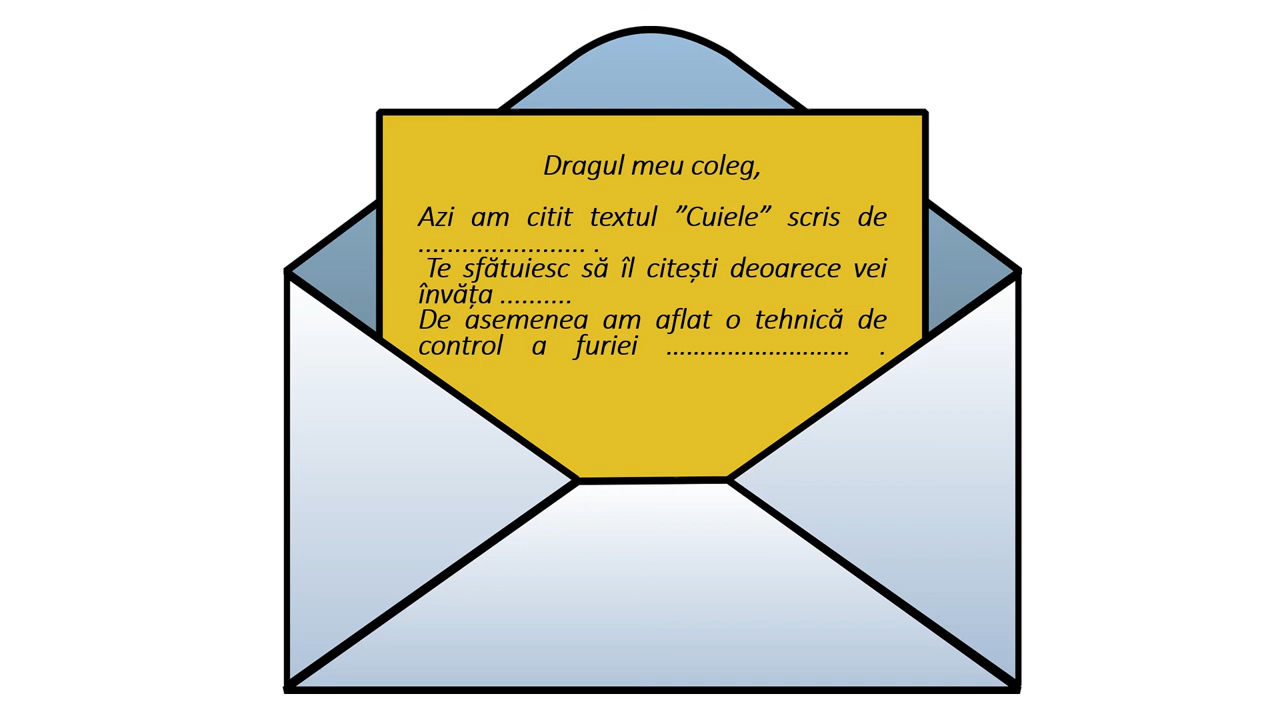 Dragul meu coleg,
Azi am citit textul ”Cuiele” scris de
....................... .
Te sfătuiesc să îl citești deoarece vei
învăța ..........
De asemenea am aflat o tehnică de
control a furiei ........................... .